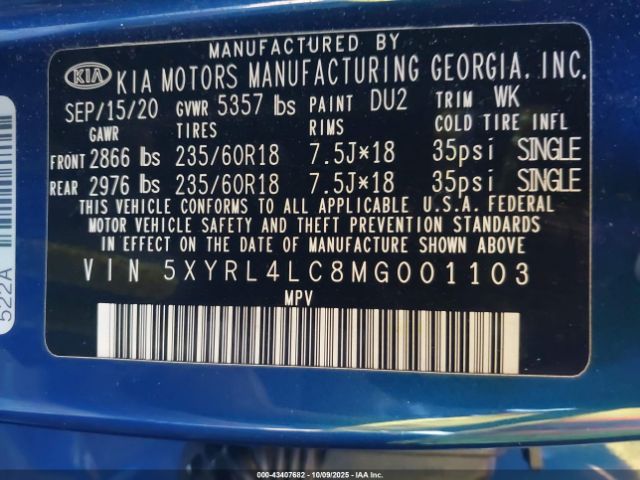 MANUFACTURED BY
KIA KIA MOTORS MANUFACTURING GEORGIA, INC.
SEP/15/20 GVWR 5357 lbs PAINT DU2 TRIM WK
GAWR TIRES RIMS COLD TIRE INFL
FRONT 2866 lbs 235/60R18 7.5J×18 35psi SINGLE
REAR 2976 lbs 235/60R18 7.5J×18 35psi SINGLE
THIS VEHICLE CONFORMS TO ALL APPLICABLE U.S.A. FEDERAL
MOTOR VEHICLE SAFETY AND THEFT PREVENTION STANDARDS
IN EFFECT ON THE DATE OF MANUFACTURE SHOWN ABOVE
VIN 5XYRL4LC8MG001103
MPV
522A
000-43407682 - 10/09/2025 - IAAI.com